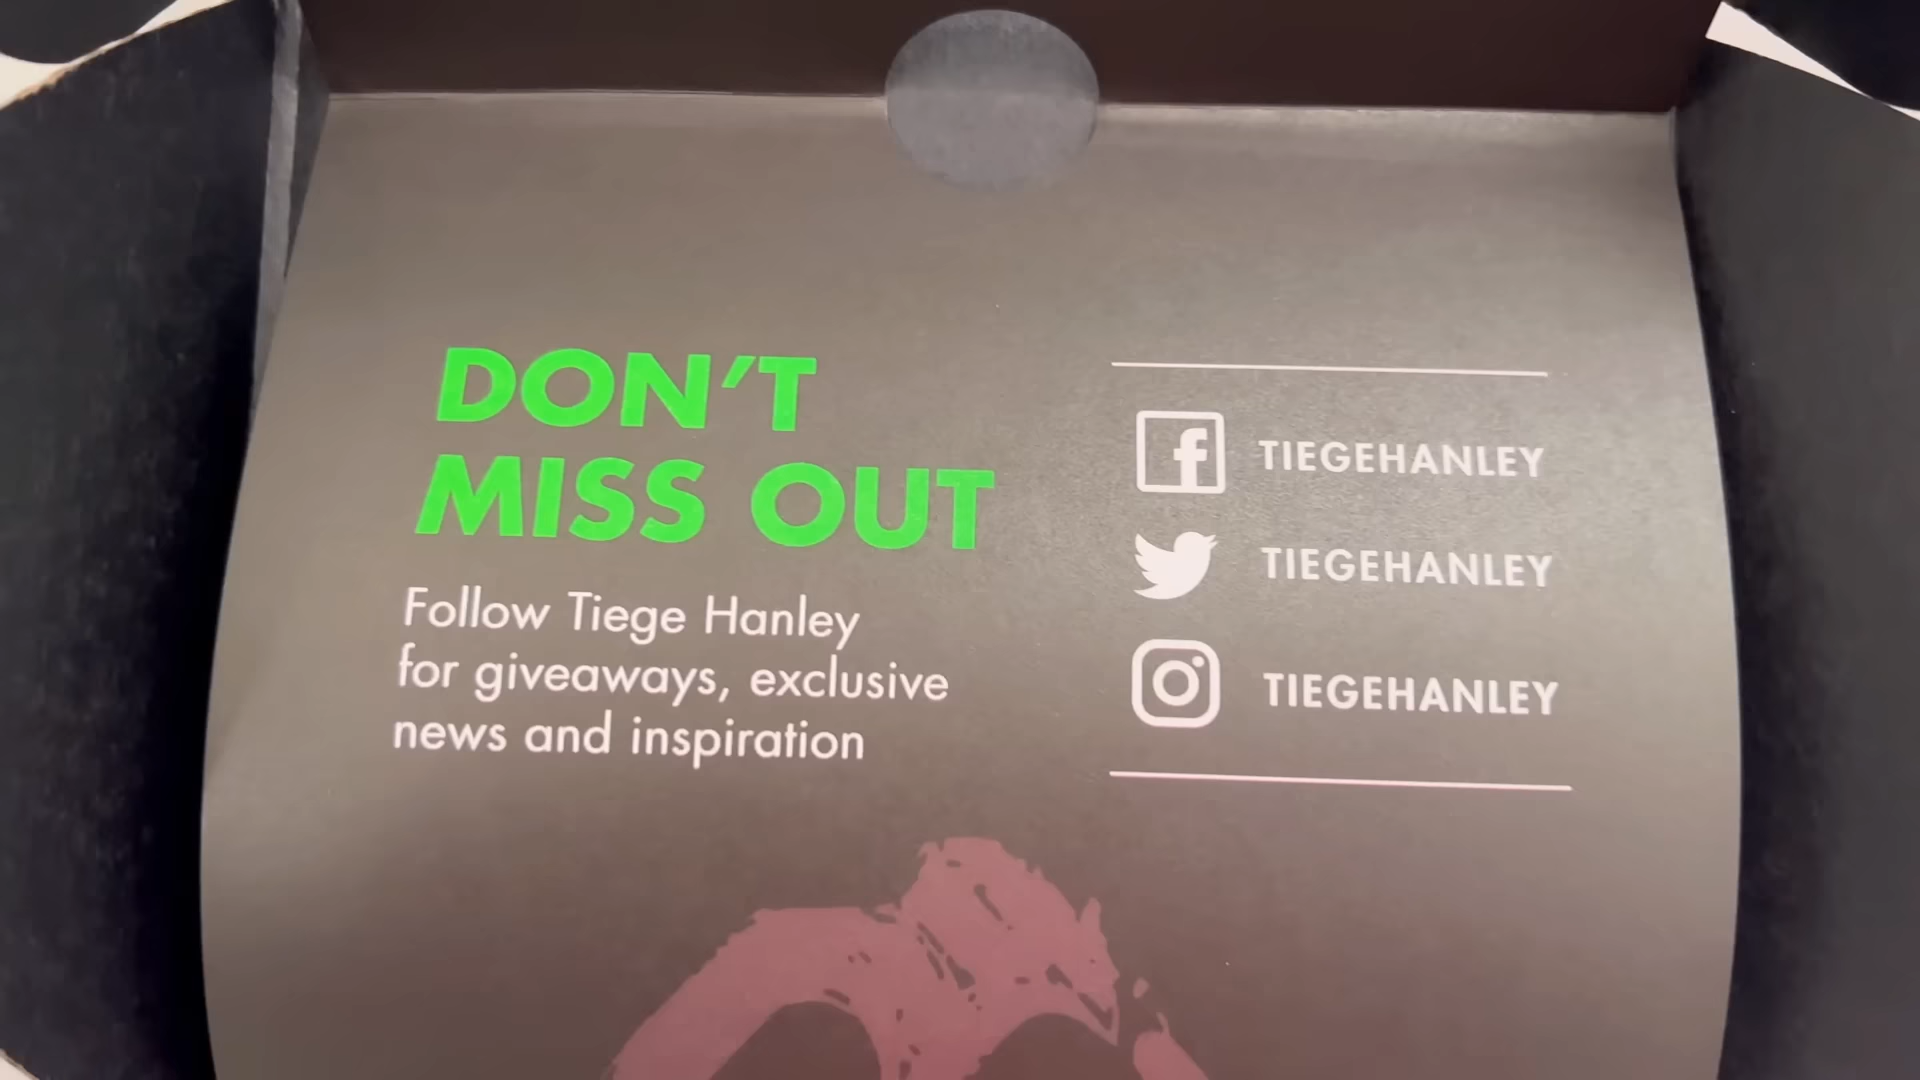 DON'T
MISS OUT
Follow Tiege Hanley
for giveaways, exclusive
news and inspiration
TIEGEHANLEY
TIEGEHANLEY
TIEGEHANLEY